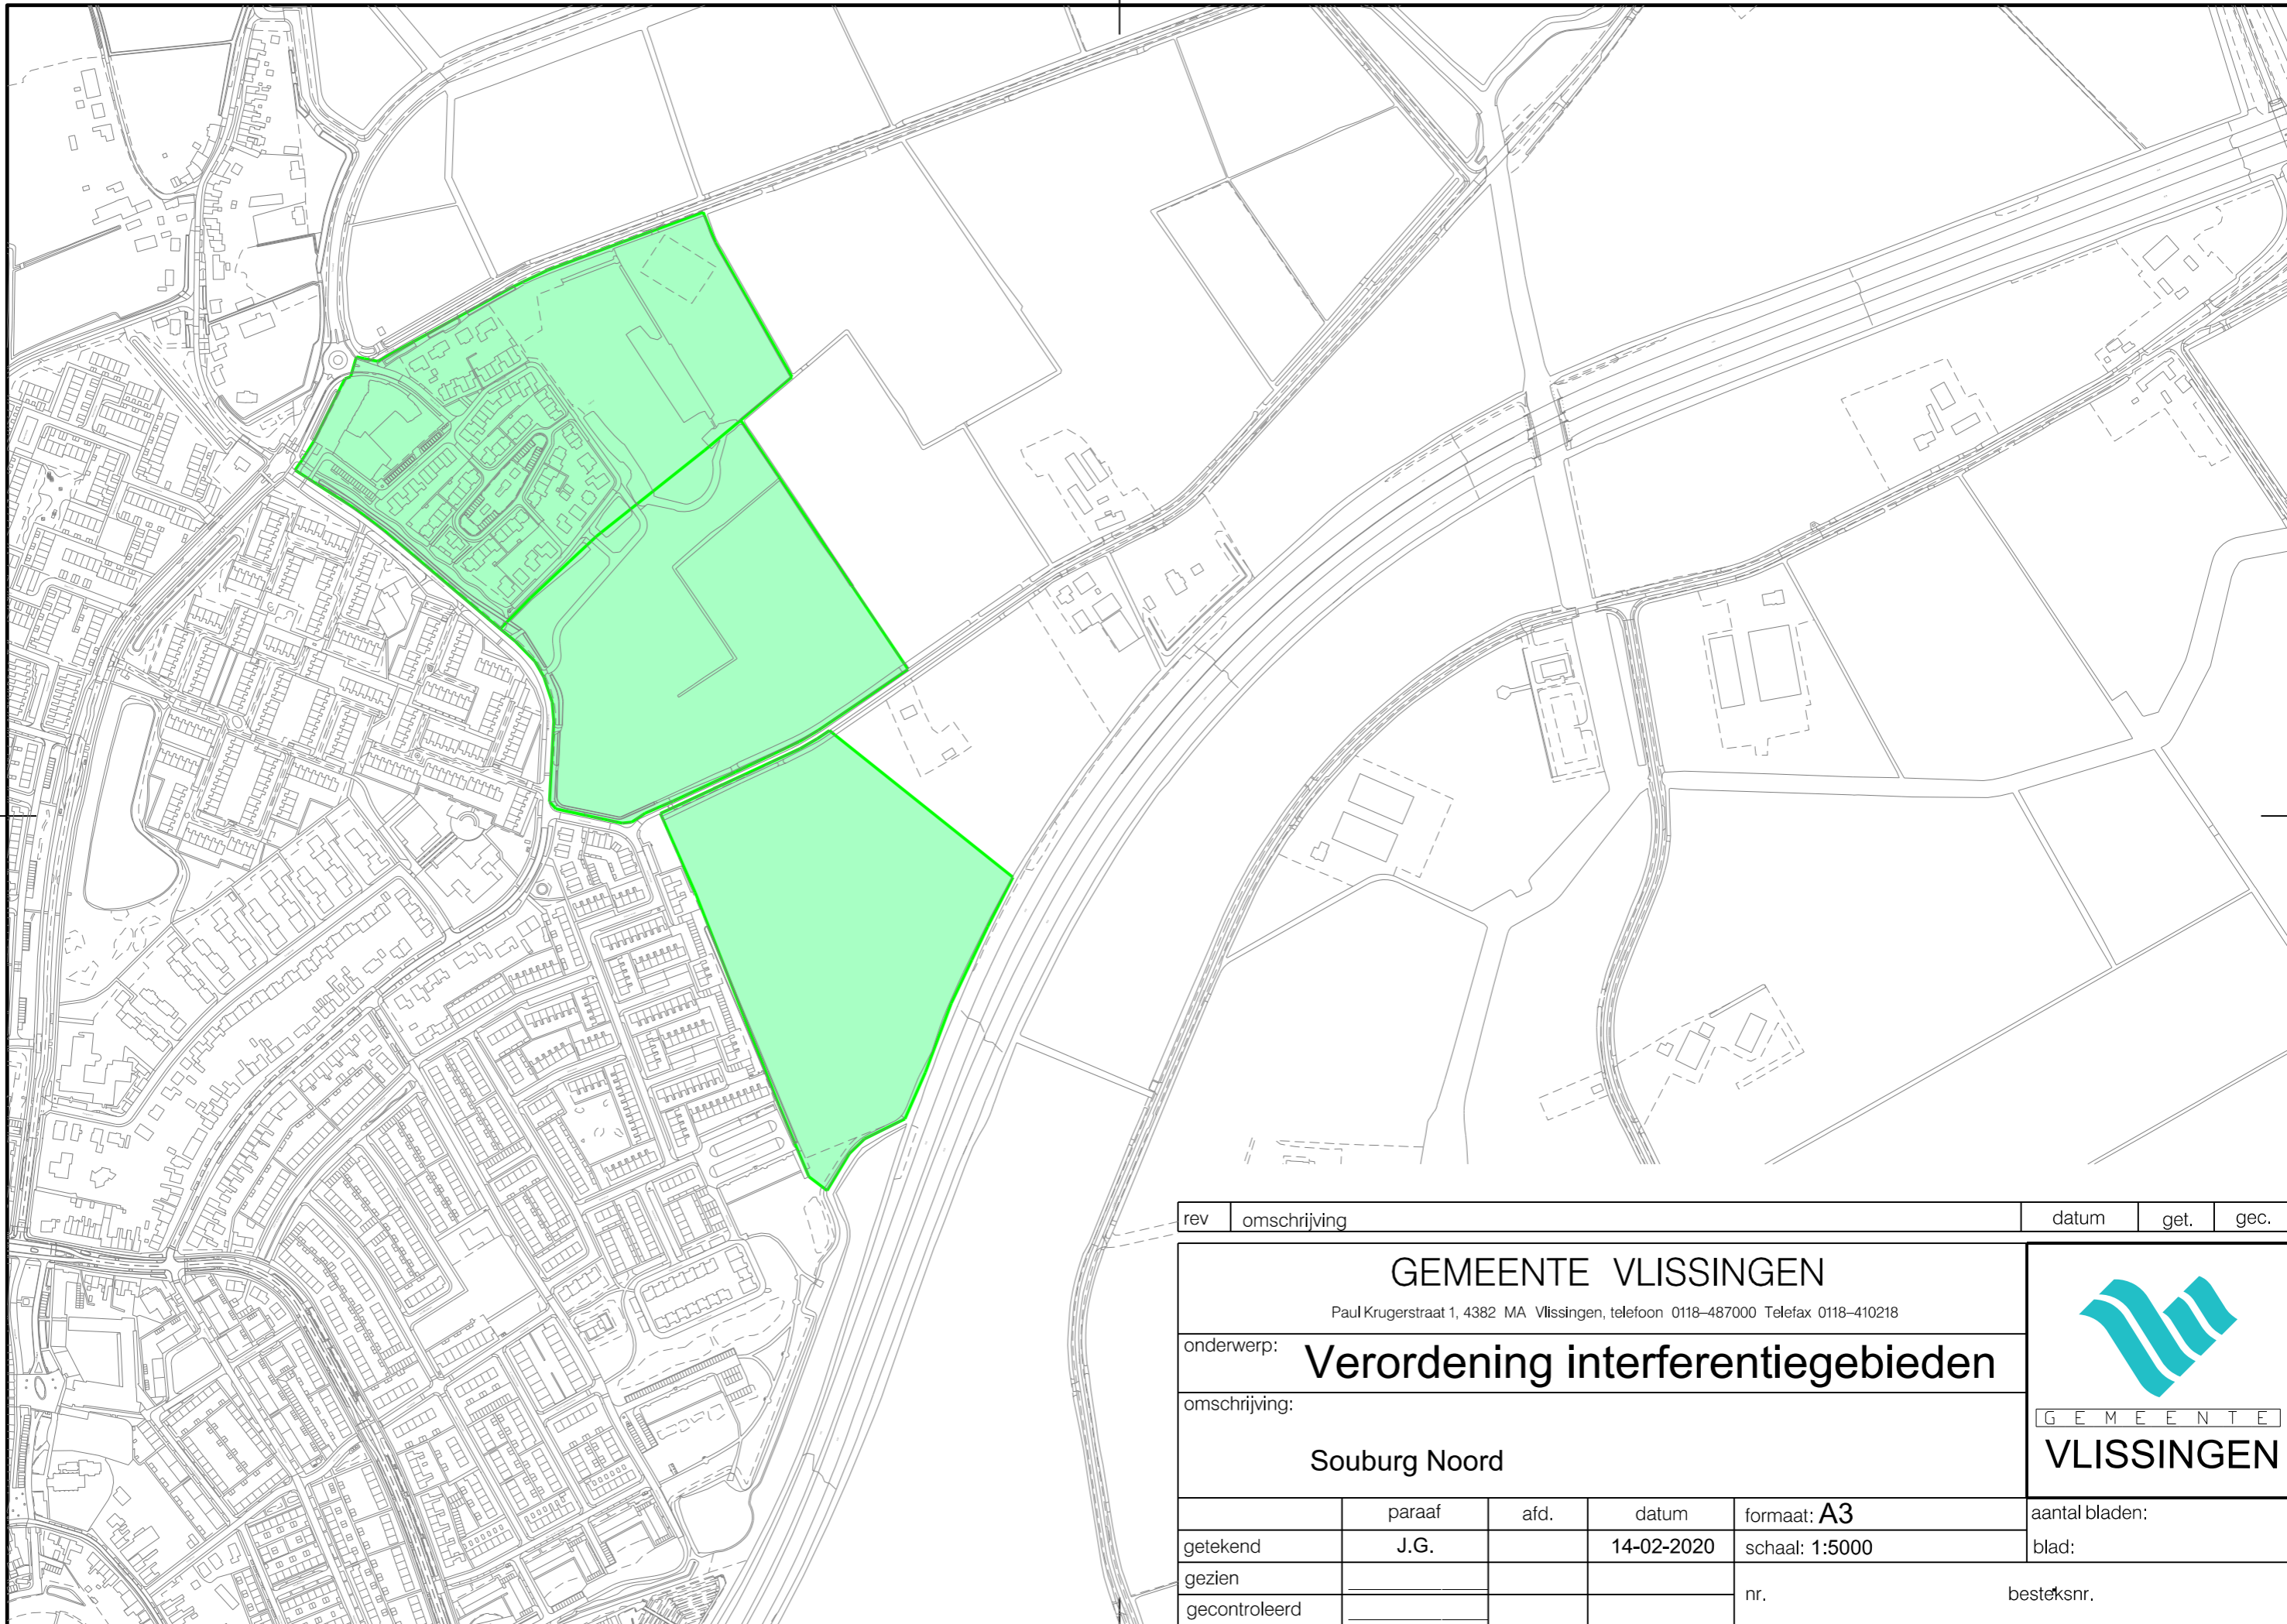 rev omschrijving datum get. gec.
GEMEENTE VLISSINGEN
Paul Krugerstraat 1, 4382 MA Vlissingen, telefoon 0118-487000 Telefax 0118-410218
onderwerp: Verordening interferentiegebieden
omschrijving:
Souburg Noord
GEMEENTE
VLISSINGEN
paraaf afd. datum formaat: A3 aantal bladen:
getekend J.G. 14-02-2020 schaal: 1:5000 blad:
gezien
nr. besteksnr.
gecontroleerd